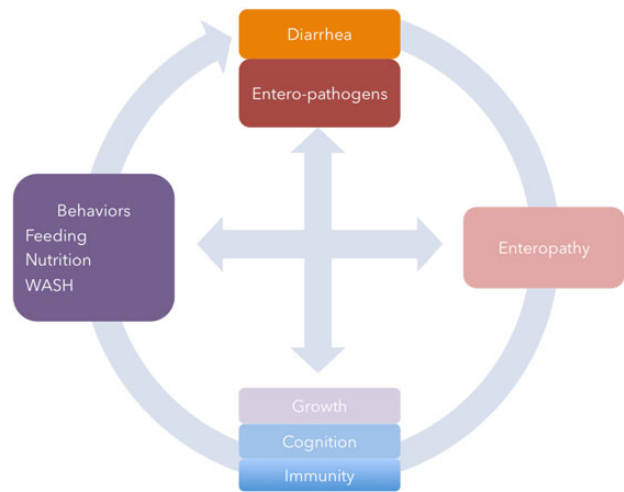 Diarrhea
Entero-pathogens
Behaviors
Feeding
Nutrition
WASH
Enteropathy
Growth
Cognition
Immunity